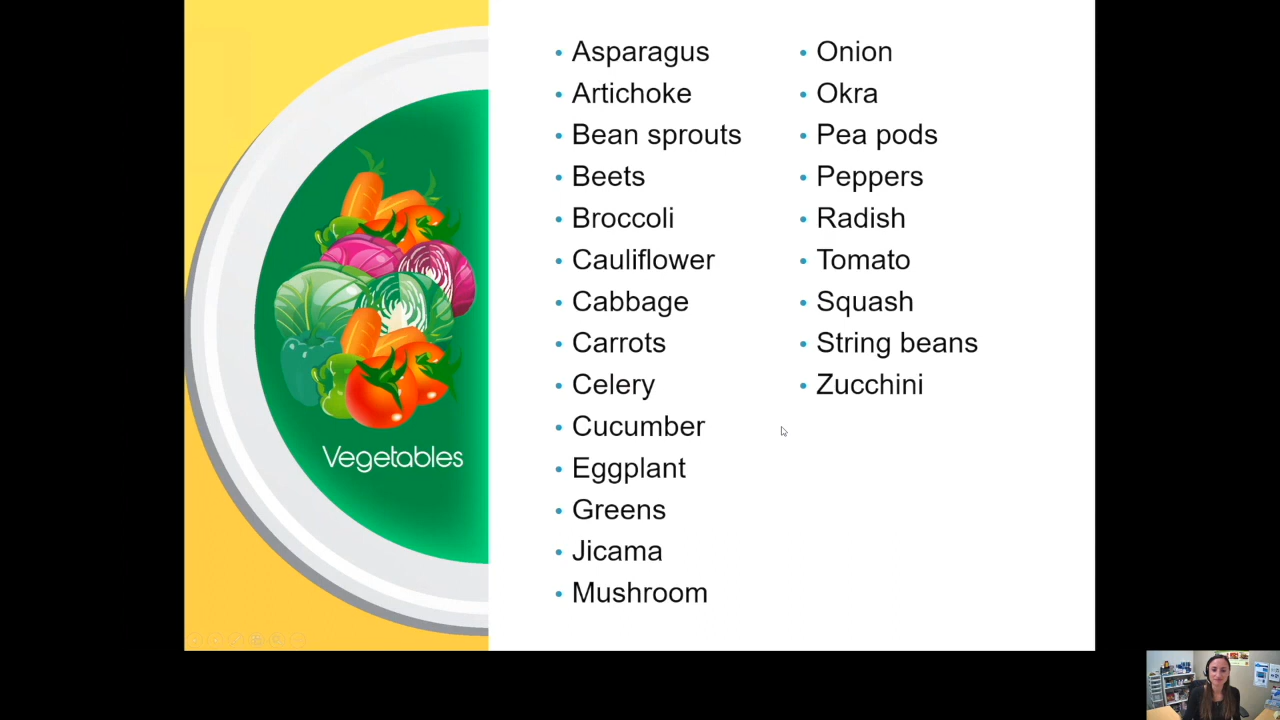 Vegetables
Asparagus
Artichoke
Bean sprouts
Beets
Broccoli
Cauliflower
Cabbage
Carrots
Celery
Cucumber
Eggplant
Greens
Jicama
Mushroom
Onion
Okra
Pea pods
Peppers
Radish
Tomato
Squash
String beans
Zucchini